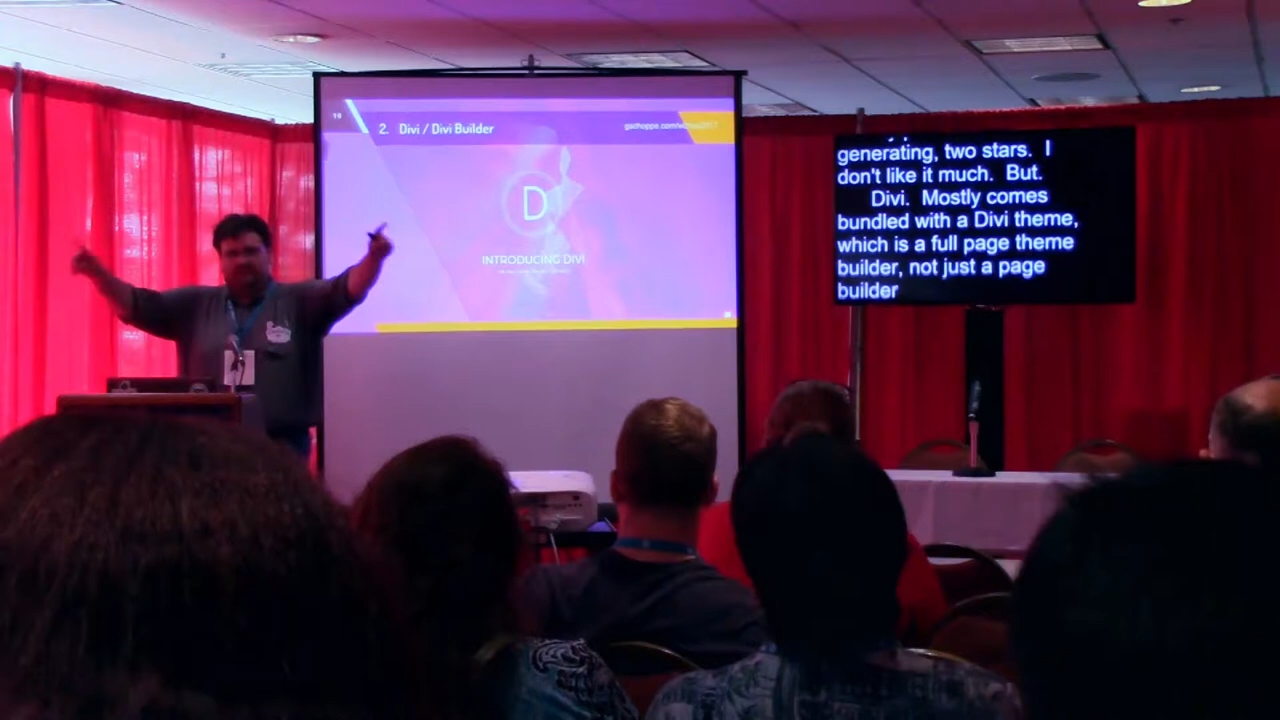 19
2. Divi / Divi Builder
D
INTRODUCING DIVI
generating, two stars. I
don't like it much. But.
Divi. Mostly comes
bundled with a Divi theme,
which is a full page theme
builder, not just a page
builder